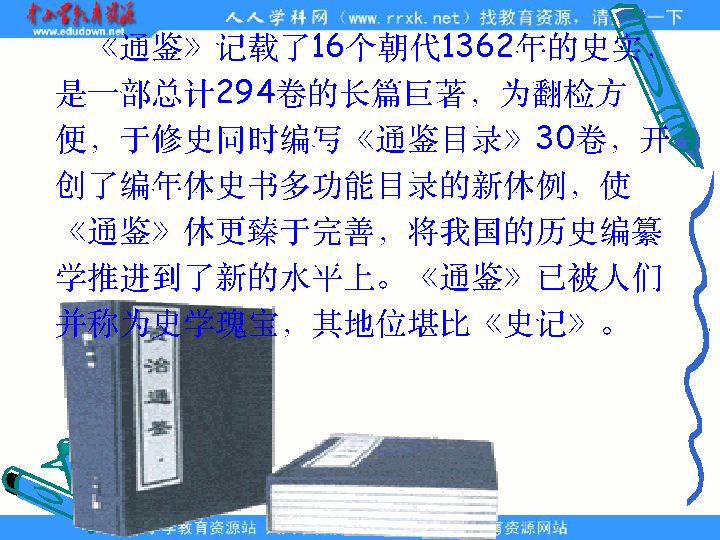 中小学教育资源
www.edudown.net
人人学科网（www.rrxk.net）找教育资源，请 一下
《通鉴》记载了16个朝代1362年的史实，
是一部总计294卷的长篇巨著，为翻检方
便，于修史同时编写《通鉴目录》30卷，开
创了编年体史书多功能目录的新体例，使
《通鉴》体更臻于完善，将我国的历史编纂
学推进到了新的水平上。《通鉴》已被人们
并称为史学瑰宝，其地位堪比《史记》。
资治通鉴
学教育资源站 育资源网站